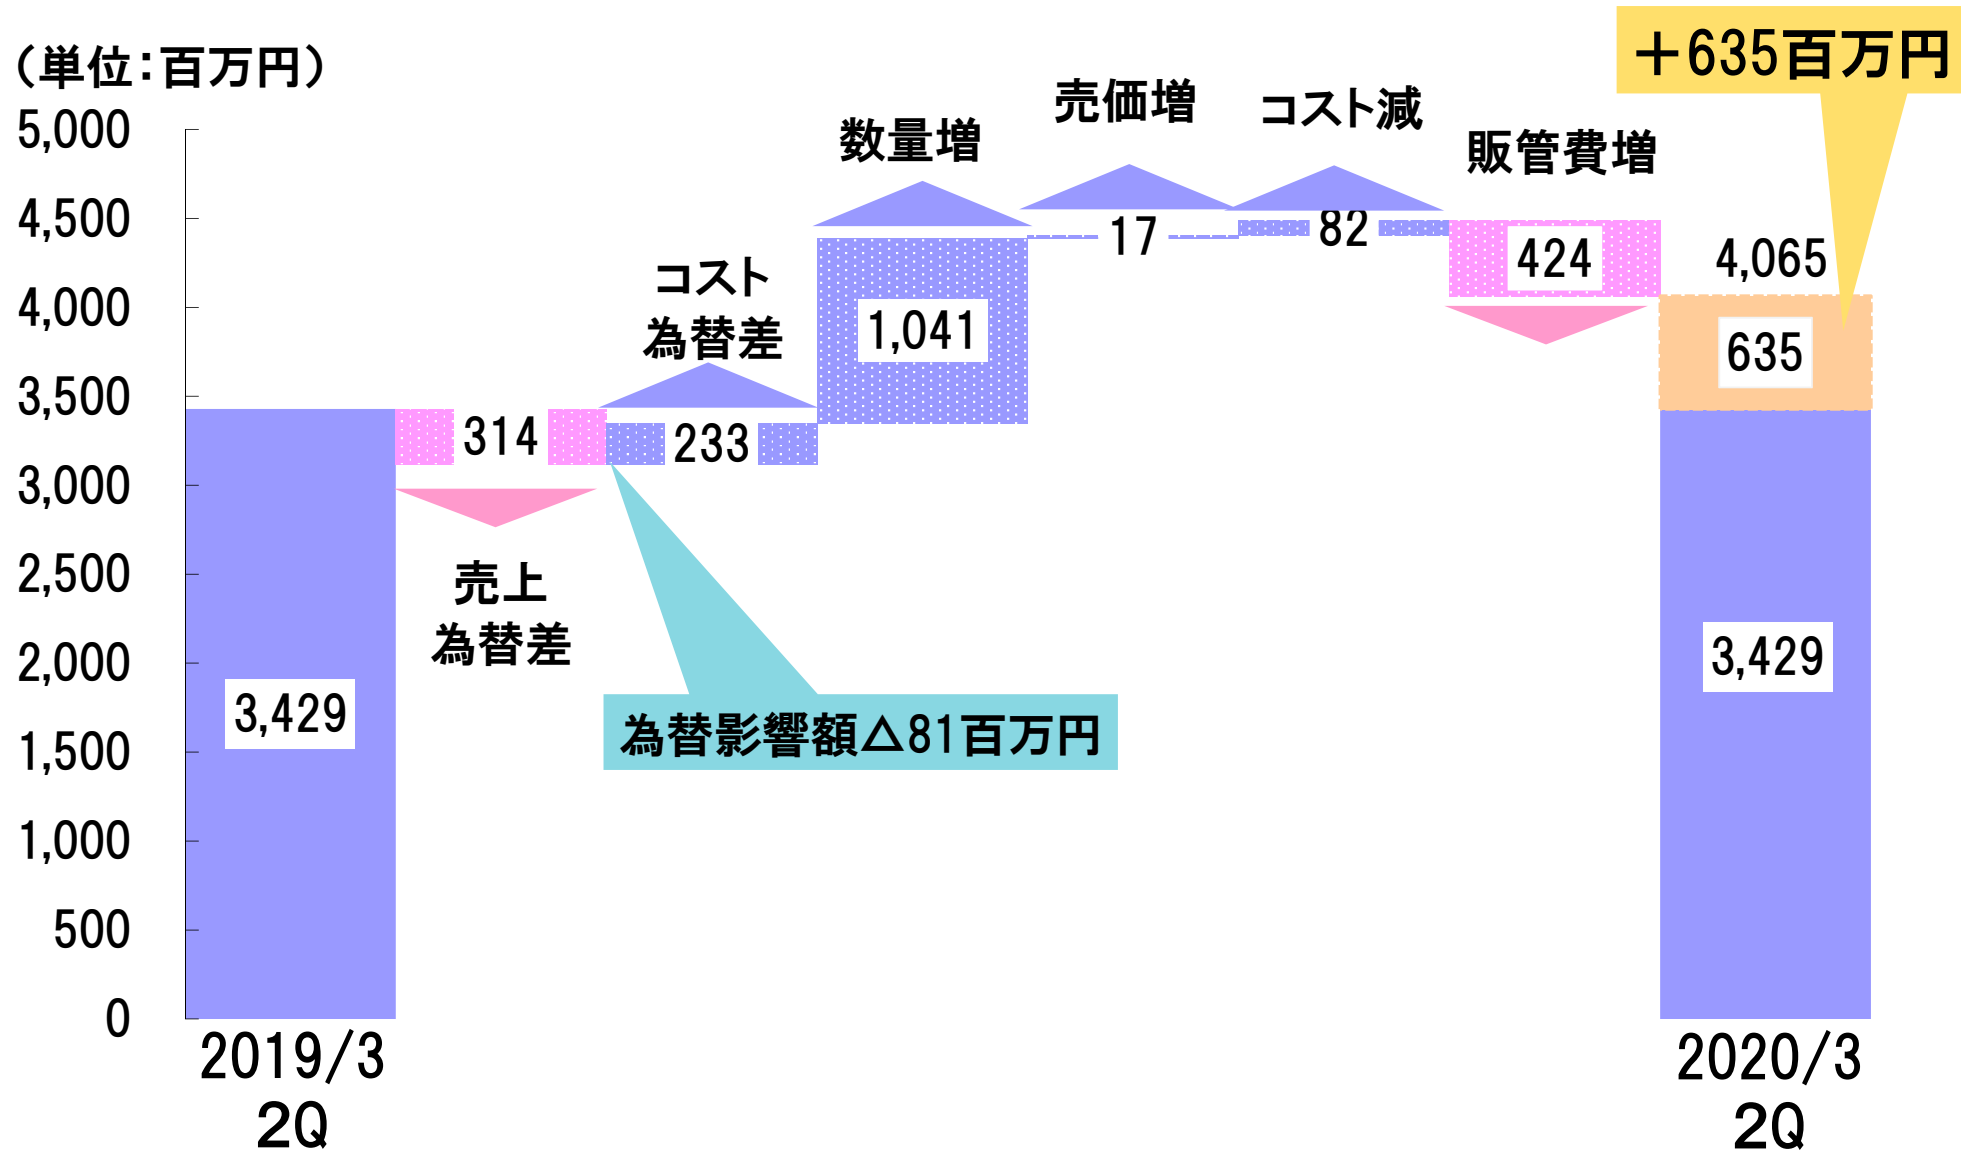 （単位：百万円）
＋635百万円
5,000
4,500
4,000
3,500
3,000
2,500
2,000
1,500
1,000
500
0
3,429
314
売上
為替差
コスト
為替差
233
為替影響額△81百万円
数量増
1,041
売価増
17
コスト減
82
販管費増
424
4,065
635
3,429
2019/3
2Q
2020/3
2Q